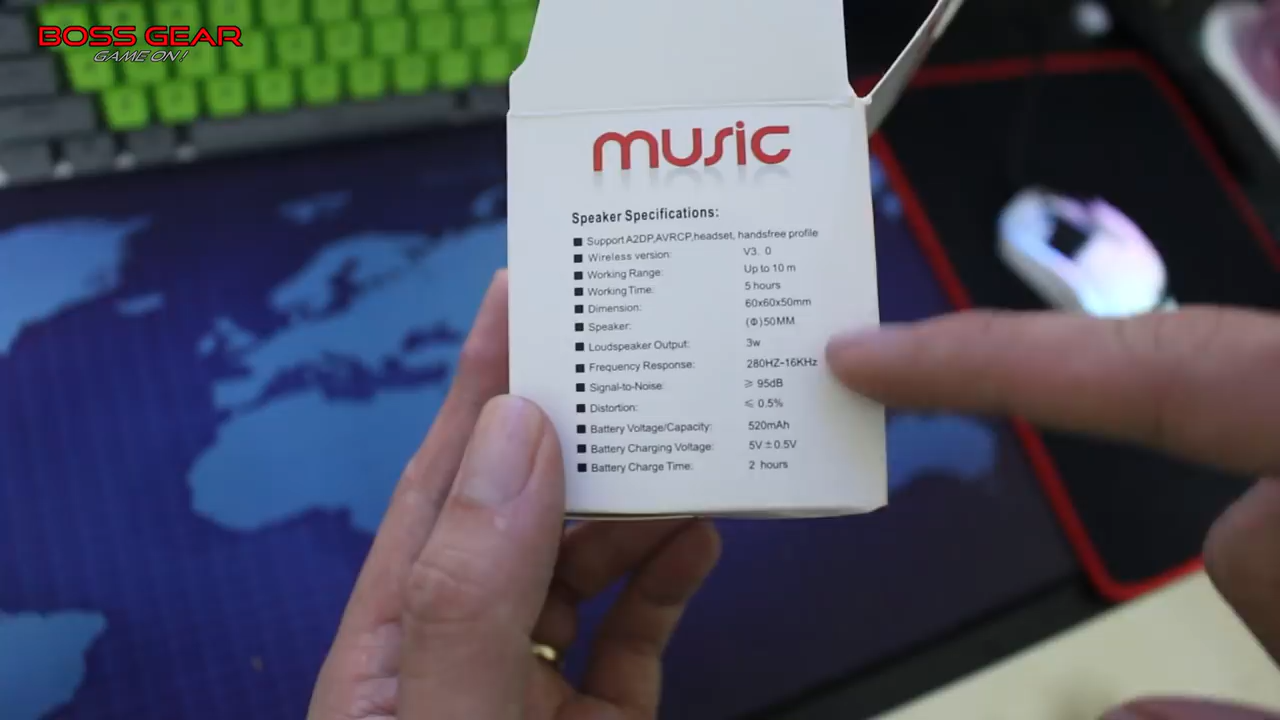 BOSS GEAR
GAME ON!
music
Speaker Specifications:
■ Support A2DP,AVRCP,headset, handsfree profile
■ Wireless version: V3. 0
■ Working Range: Up to 10 m
■ Working Time: 5 hours
■ Dimension: 60x60x50mm
■ Speaker: (Φ)50MM
■ Loudspeaker Output: 3w
■ Frequency Response: 280HZ-16KHz
■ Signal-to-Noise: ≥ 95dB
■ Distortion: ≤ 0.5%
■ Battery Voltage/Capacity: 520mAh
■ Battery Charging Voltage: 5V±0.5V
■ Battery Charge Time: 2 hours